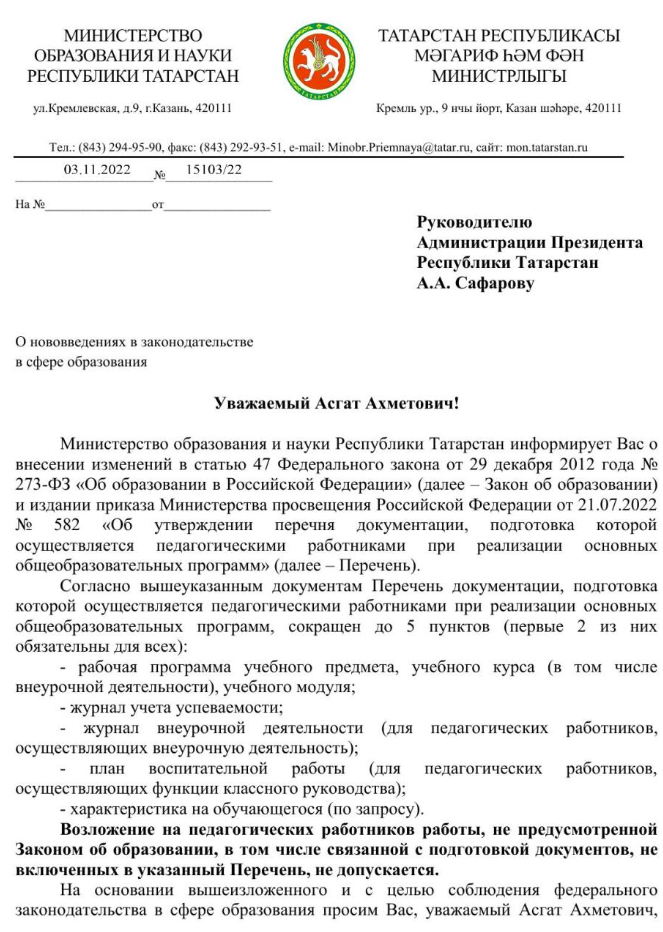 МИНИСТЕРСТВО
ОБРАЗОВАНИЯ И НАУКИ
РЕСПУБЛИКИ ТАТАРСТАН
ул.Кремлевская, д.9, г.Казань, 420111
ТАТАРСТАН
ТАТАРСТАН РЕСПУБЛИКАСЫ
МӘГАРИФ ҺӘМ ФӘН
МИНИСТРЛЫГЫ
Кремль ур., 9 нчы йорт, Казан шәһәре, 420111
Тел.: (843) 294-95-90, факс: (843) 292-93-51, e-mail: Minobr.Priemnaya@tatar.ru, сайт: mon.tatarstan.ru
03.11.2022 № 15103/22
На №________________от________________
Руководителю
Администрации Президента
Республики Татарстан
А.А. Сафарову
О нововведениях в законодательстве
в сфере образования
Уважаемый Асгат Ахметович!
Министерство образования и науки Республики Татарстан информирует Вас о
внесении изменений в статью 47 Федерального закона от 29 декабря 2012 года №
273-ФЗ «Об образовании в Российской Федерации» (далее – Закон об образовании)
и издании приказа Министерства просвещения Российской Федерации от 21.07.2022
№ 582 «Об утверждении перечня документации, подготовка которой
осуществляется педагогическими работниками при реализации основных
общеобразовательных программ» (далее – Перечень).
Согласно вышеуказанным документам Перечень документации, подготовка
которой осуществляется педагогическими работниками при реализации основных
общеобразовательных программ, сокращен до 5 пунктов (первые 2 из них
обязательны для всех):
- рабочая программа учебного предмета, учебного курса (в том числе
внеурочной деятельности), учебного модуля;
- журнал учета успеваемости;
- журнал внеурочной деятельности (для педагогических работников,
осуществляющих внеурочную деятельность);
- план воспитательной работы (для педагогических работников,
осуществляющих функции классного руководства);
- характеристика на обучающегося (по запросу).
Возложение на педагогических работников работы, не предусмотренной
Законом об образовании, в том числе связанной с подготовкой документов, не
включенных в указанный Перечень, не допускается.
На основании вышеизложенного и с целью соблюдения федерального
законодательства в сфере образования просим Вас, уважаемый Асгат Ахметович,